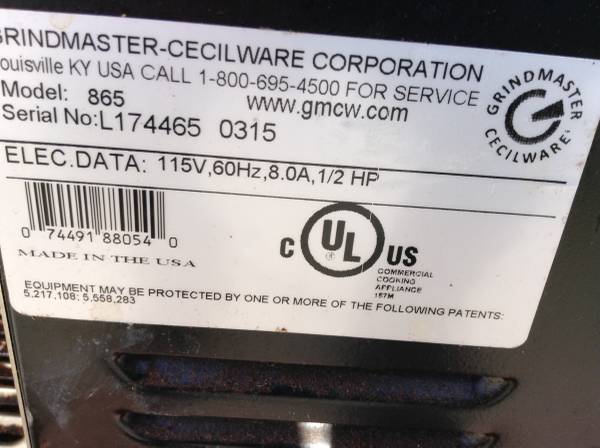 GRINDMASTER-CECILWARE CORPORATION
Louisville KY USA CALL 1-800-695-4500 FOR SERVICE
Model: 865 www.gmcw.com
Serial No:L174465 0315
GRINDMASTER
CECILWARE
ELEC.DATA: 115V,60Hz,8.0A,1/2 HP
0 74491 88054 0
MADE IN THE USA
C UL US
COMMERCIAL
COOKING
APPLIANCE
157M
EQUIPMENT MAY BE PROTECTED BY ONE OR MORE OF THE FOLLOWING PATENTS:
5,217,108; 5,558,283